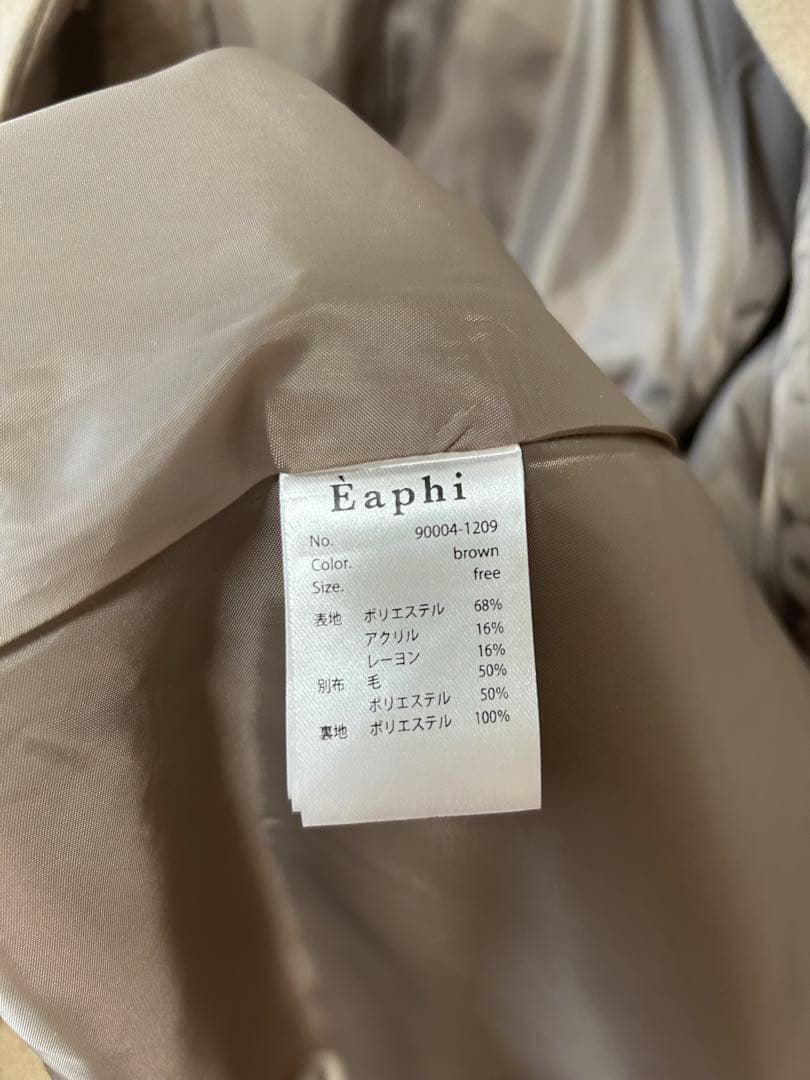 Èaphi
No. 90004-1209
Color. brown
Size. free
表地 ポリエステル 68%
アクリル 16%
レーヨン 16%
別布 毛 50%
ポリエステル 50%
裏地 ポリエステル 100%